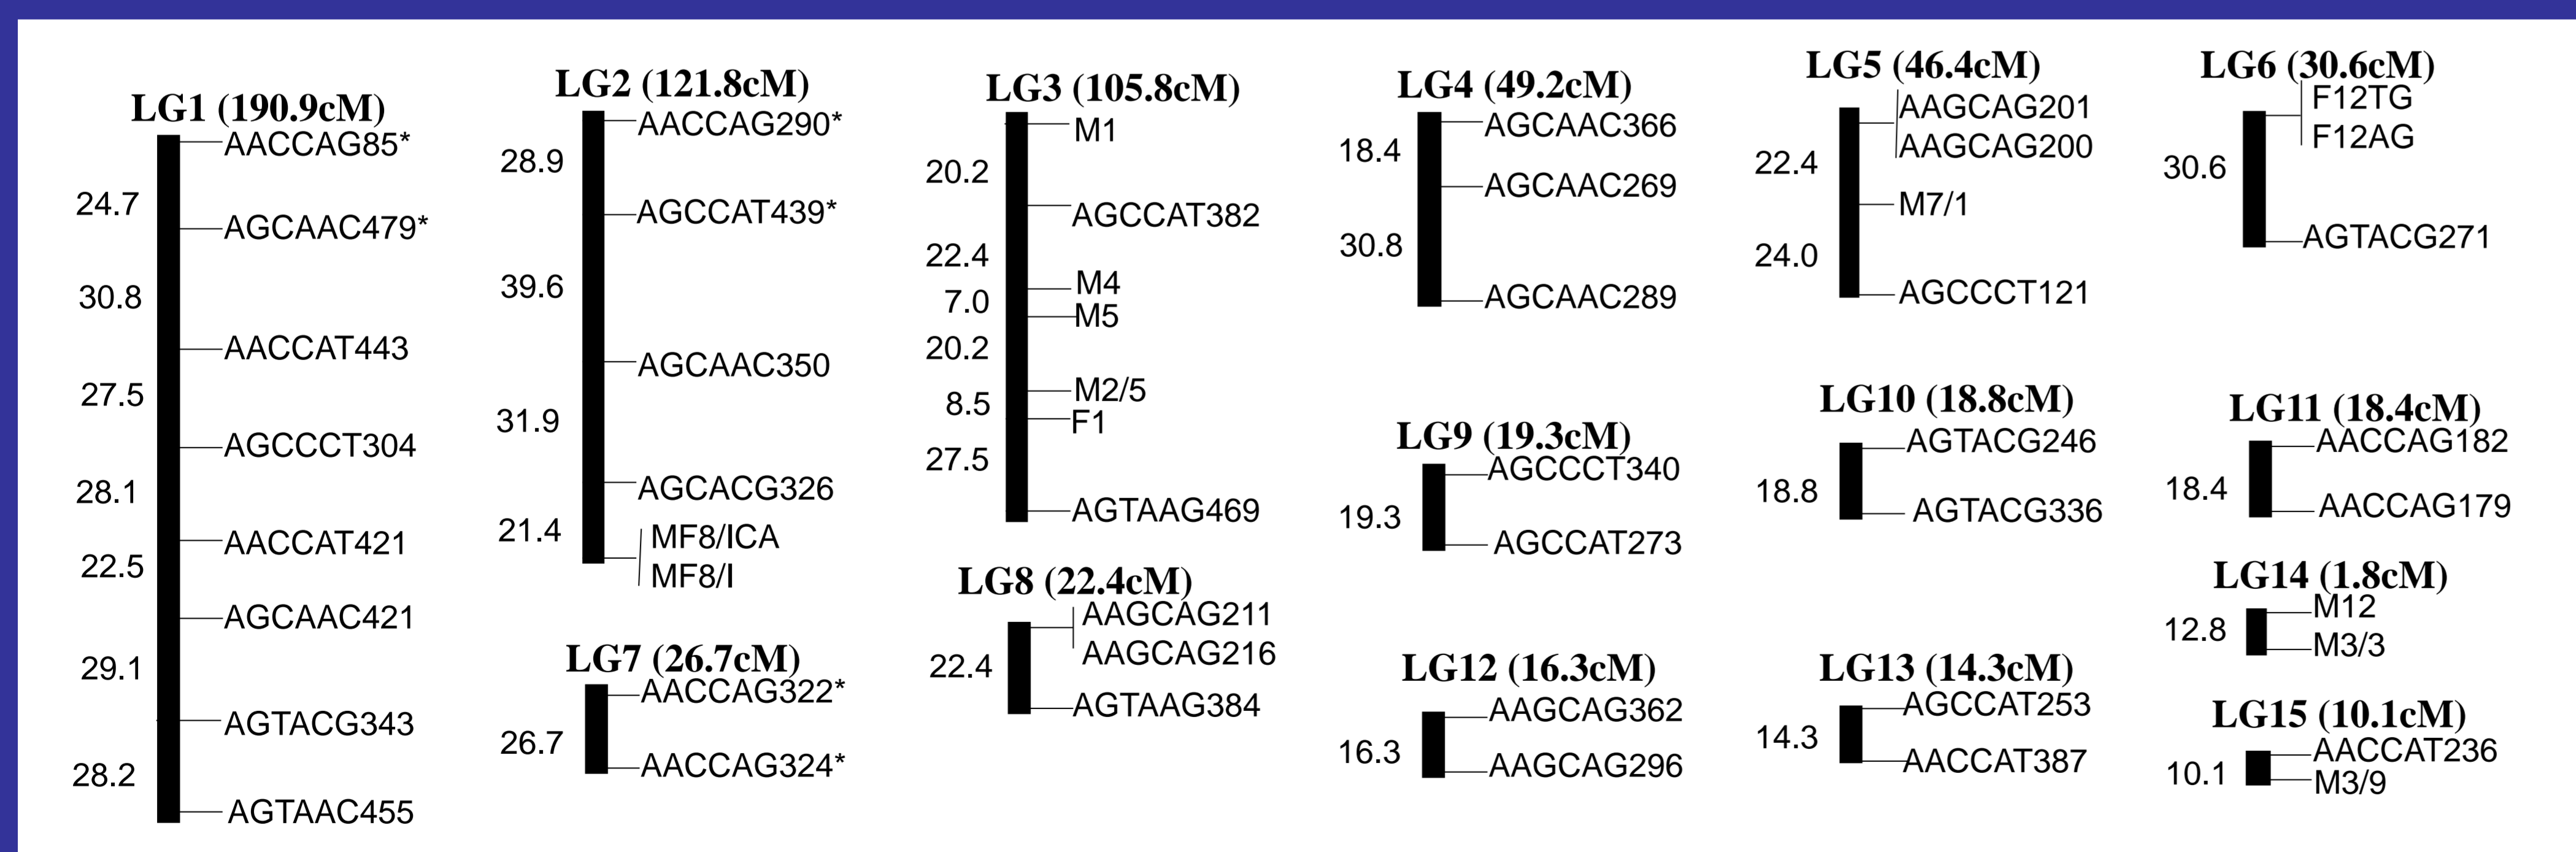 LG1 (190.9cM)
AACCAG85*
24.7
AGCAAC479*
30.8
AACCAT443
27.5
AGCCCT304
28.1
AACCAT421
22.5
AGCAAC421
29.1
AGTACG343
28.2
AGTAAC455
LG2 (121.8cM)
AACCAG290*
28.9
AGCCAT439*
39.6
AGCAAC350
31.9
AGCACG326
21.4
MF8/ICA
MF8/I
LG7 (26.7cM)
AACCAG322*
26.7
AACCAG324*
LG3 (105.8cM)
M1
20.2
AGCCAT382
22.4
M4
7.0
M5
20.2
M2/5
8.5
F1
27.5
AGTAAG469
LG8 (22.4cM)
AAGCAG211
AAGCAG216
22.4
AGTAAG384
LG4 (49.2cM)
AGCAAC366
18.4
AGCAAC269
30.8
AGCAAC289
LG9 (19.3cM)
AGCCCT340
19.3
AGCCAT273
LG12 (16.3cM)
AAGCAG362
16.3
AAGCAG296
LG5 (46.4cM)
AAGCAG201
AAGCAG200
22.4
M7/1
24.0
AGCCCT121
LG10 (18.8cM)
AGTACG246
18.8
AGTACG336
LG13 (14.3cM)
AGCCAT253
14.3
AACCAT387
LG6 (30.6cM)
F12TG
F12AG
30.6
AGTACG271
LG11 (18.4cM)
AACCAG182
18.4
AACCAG179
LG14 (1.8cM)
M12
12.8
M3/3
LG15 (10.1cM)
AACCAT236
10.1
M3/9